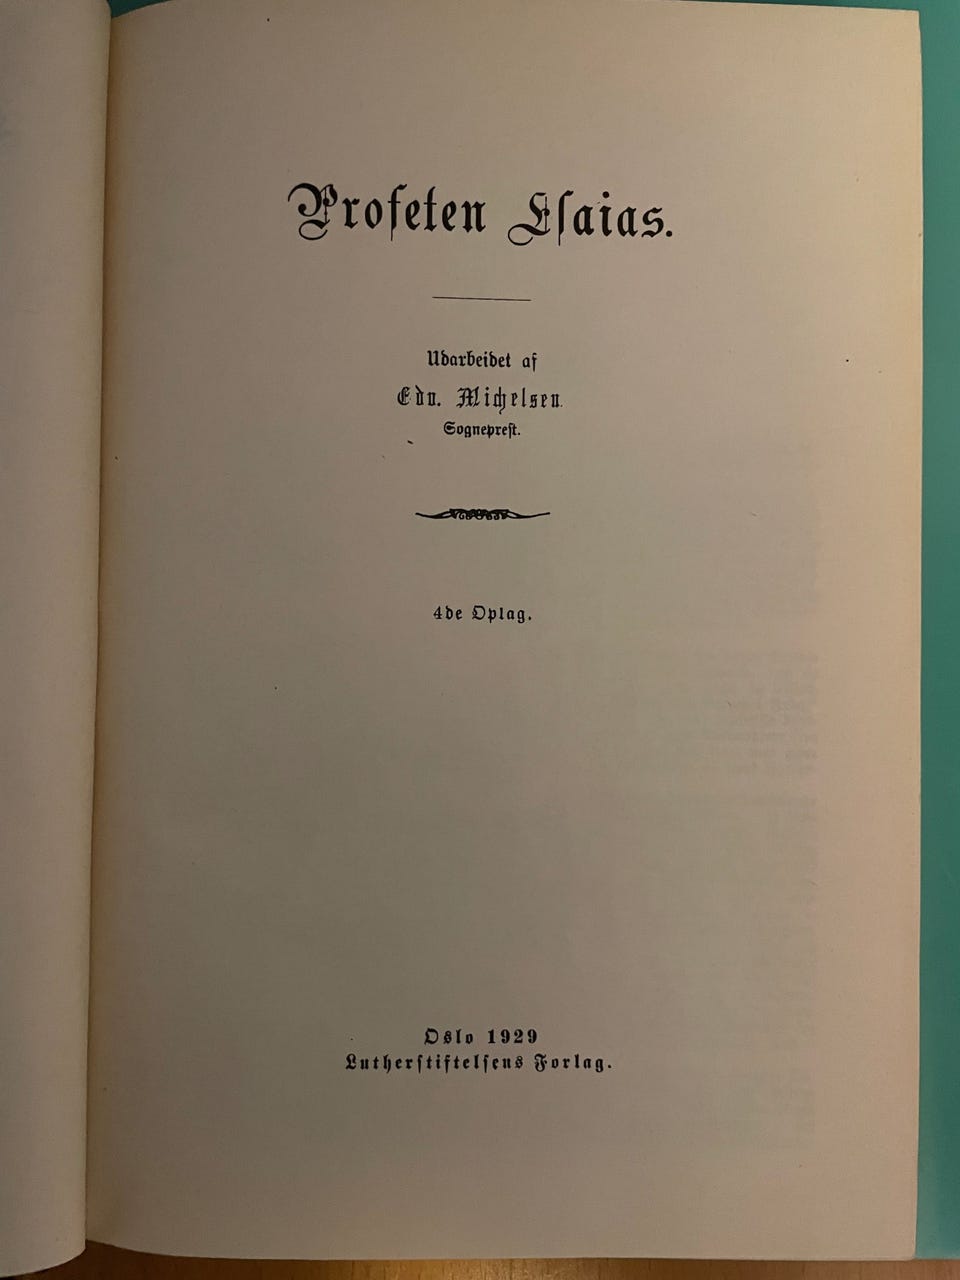 Profeten Esaias.
Udarbeidet af
Edv. Michelsen
Sogneprest.
4de Oplag.
Oslo 1929
Lutherstiftelsens Forlag.